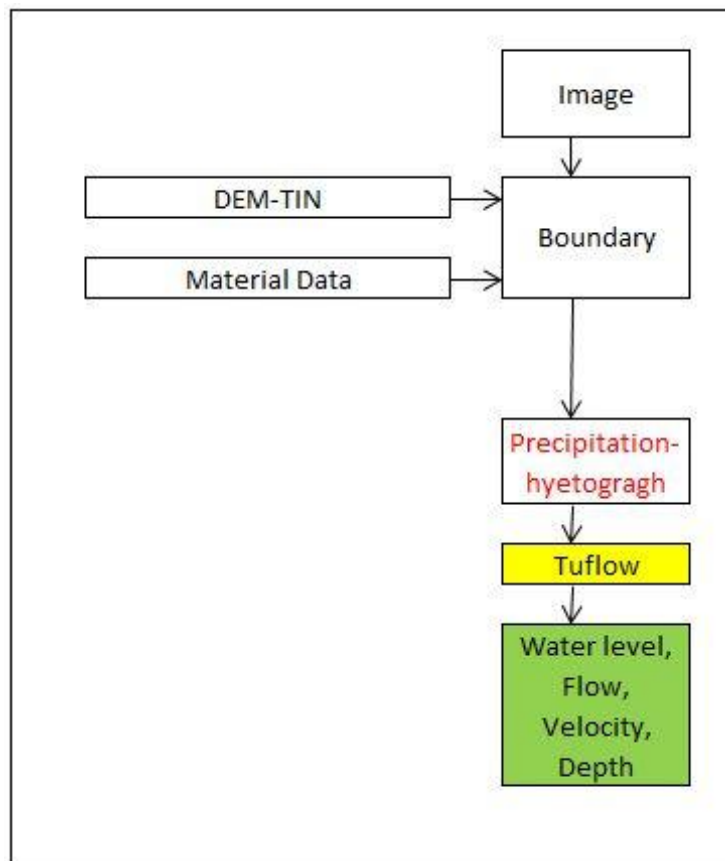 Image
DEM-TIN
Boundary
Material Data
Precipitation-
hyetogragh
Tuflow
Water level,
Flow,
Velocity,
Depth